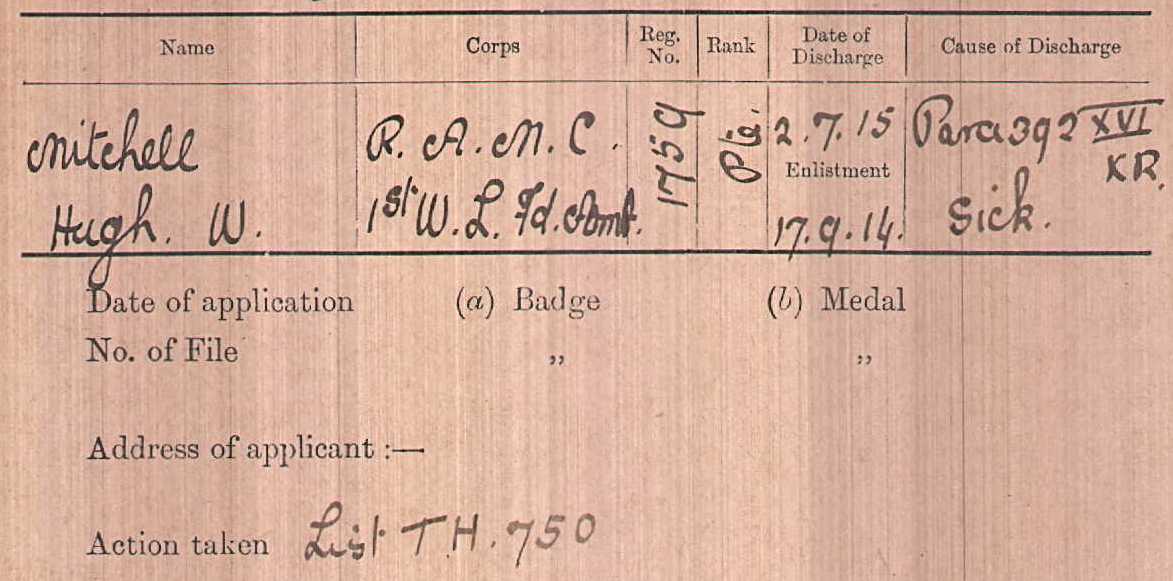 Name Corps Reg. No. Rank Date of Discharge Cause of Discharge
Mitchell R. A. M. C. 1759 Pte. 2.7.15 Para 392 XVI
Enlistment KR.
Hugh. W. 1st W. L. Fd. Amb. 17.9.14. Sick.
Date of application (a) Badge (b) Medal
No. of File ,, ,,
Address of applicant :—
Action taken List TH. 750